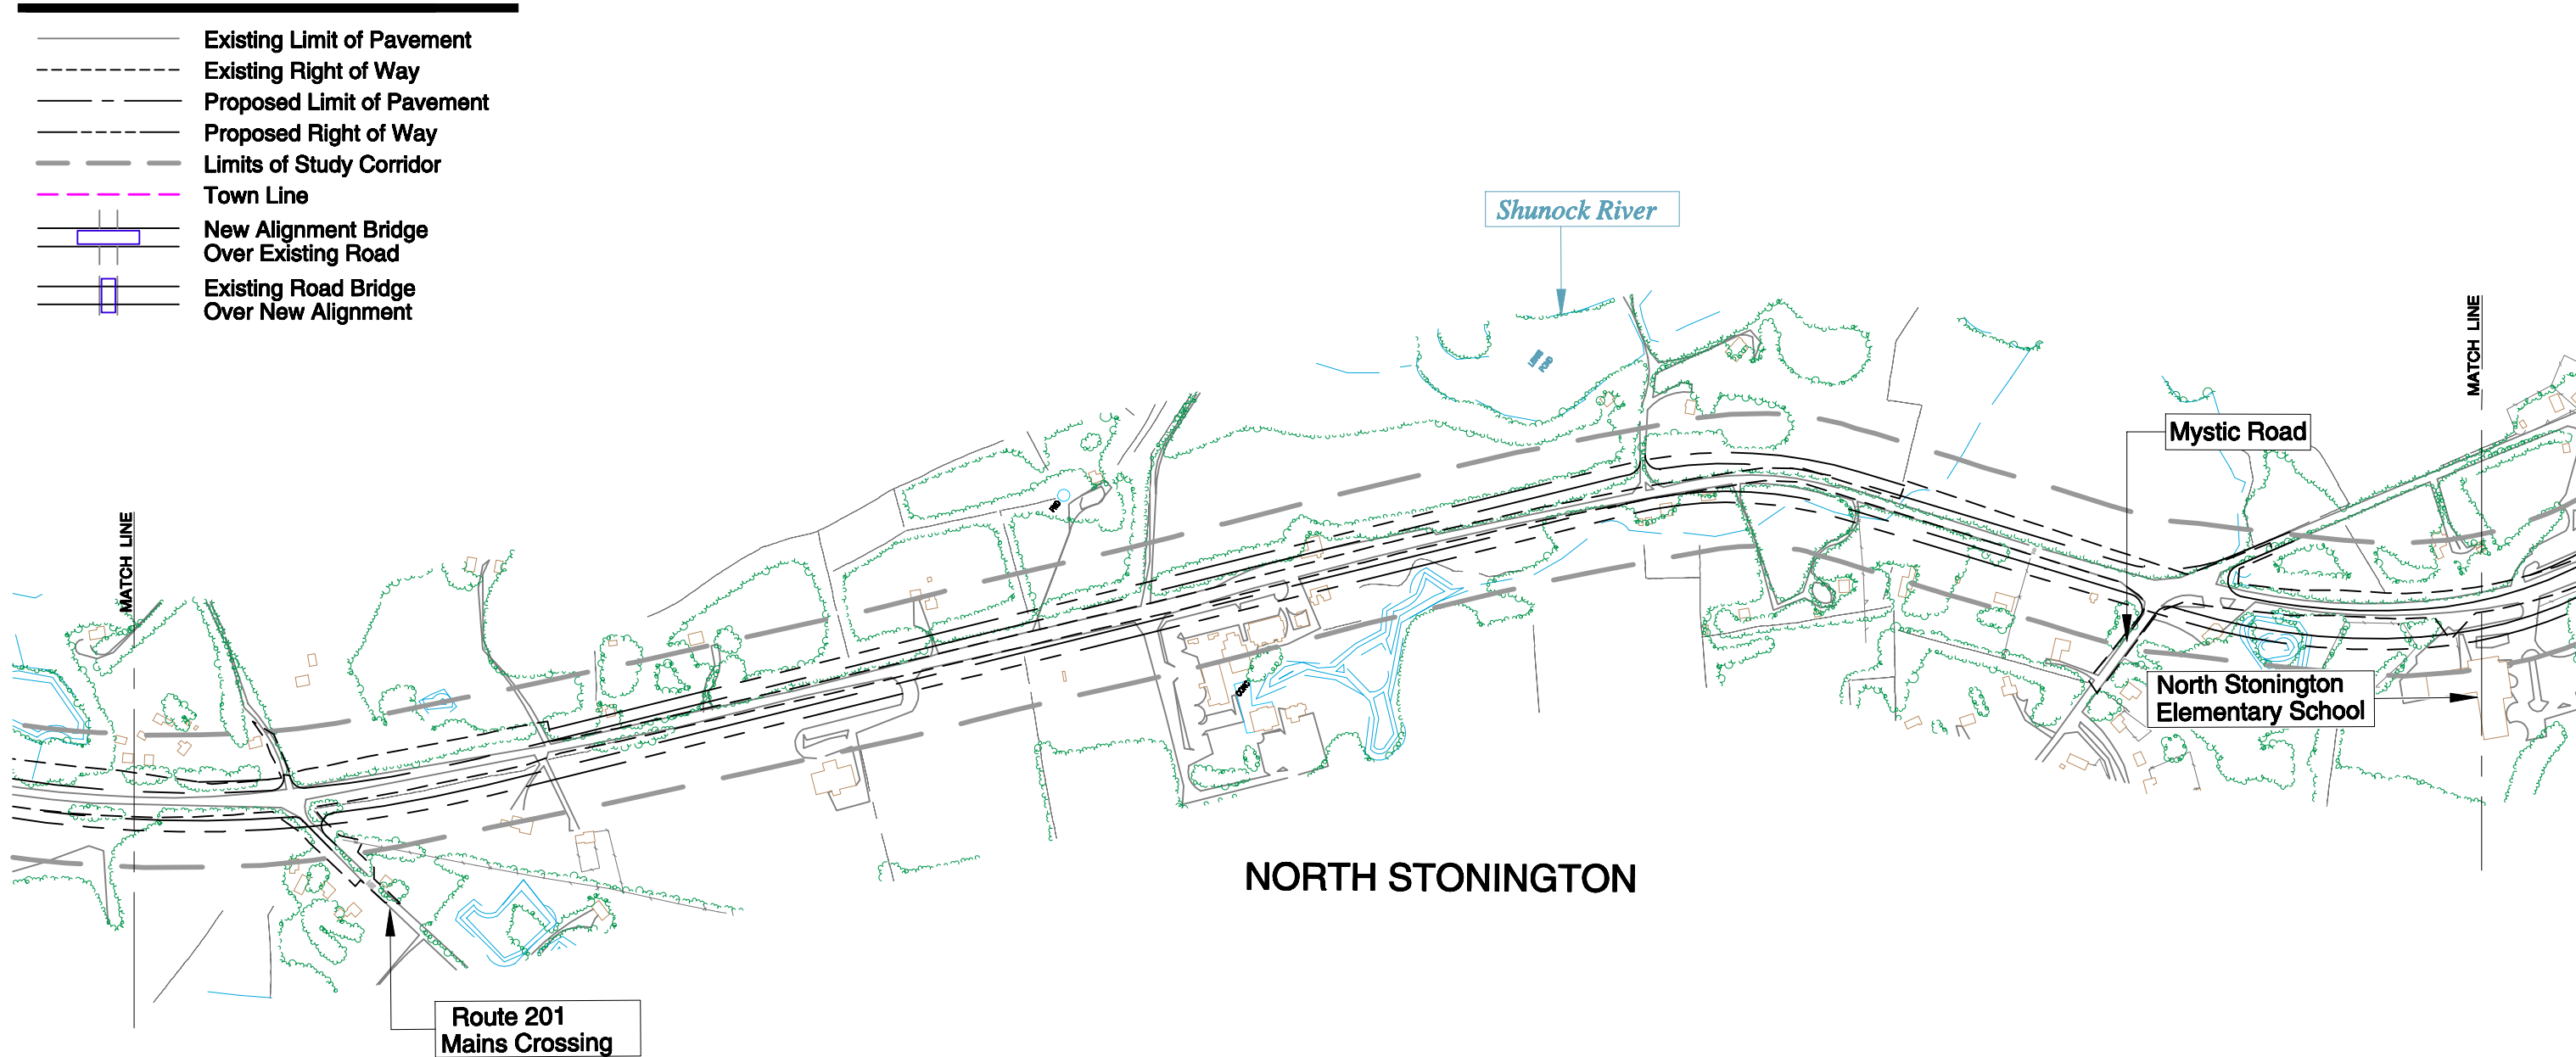 Existing Limit of Pavement
Existing Right of Way
Proposed Limit of Pavement
Proposed Right of Way
Limits of Study Corridor
Town Line
New Alignment Bridge
Over Existing Road
Existing Road Bridge
Over New Alignment
Shunock River
MATCH LINE
Mystic Road
MATCH LINE
POND
CONC
North Stonington
Elementary School
NORTH STONINGTON
Route 201
Mains Crossing